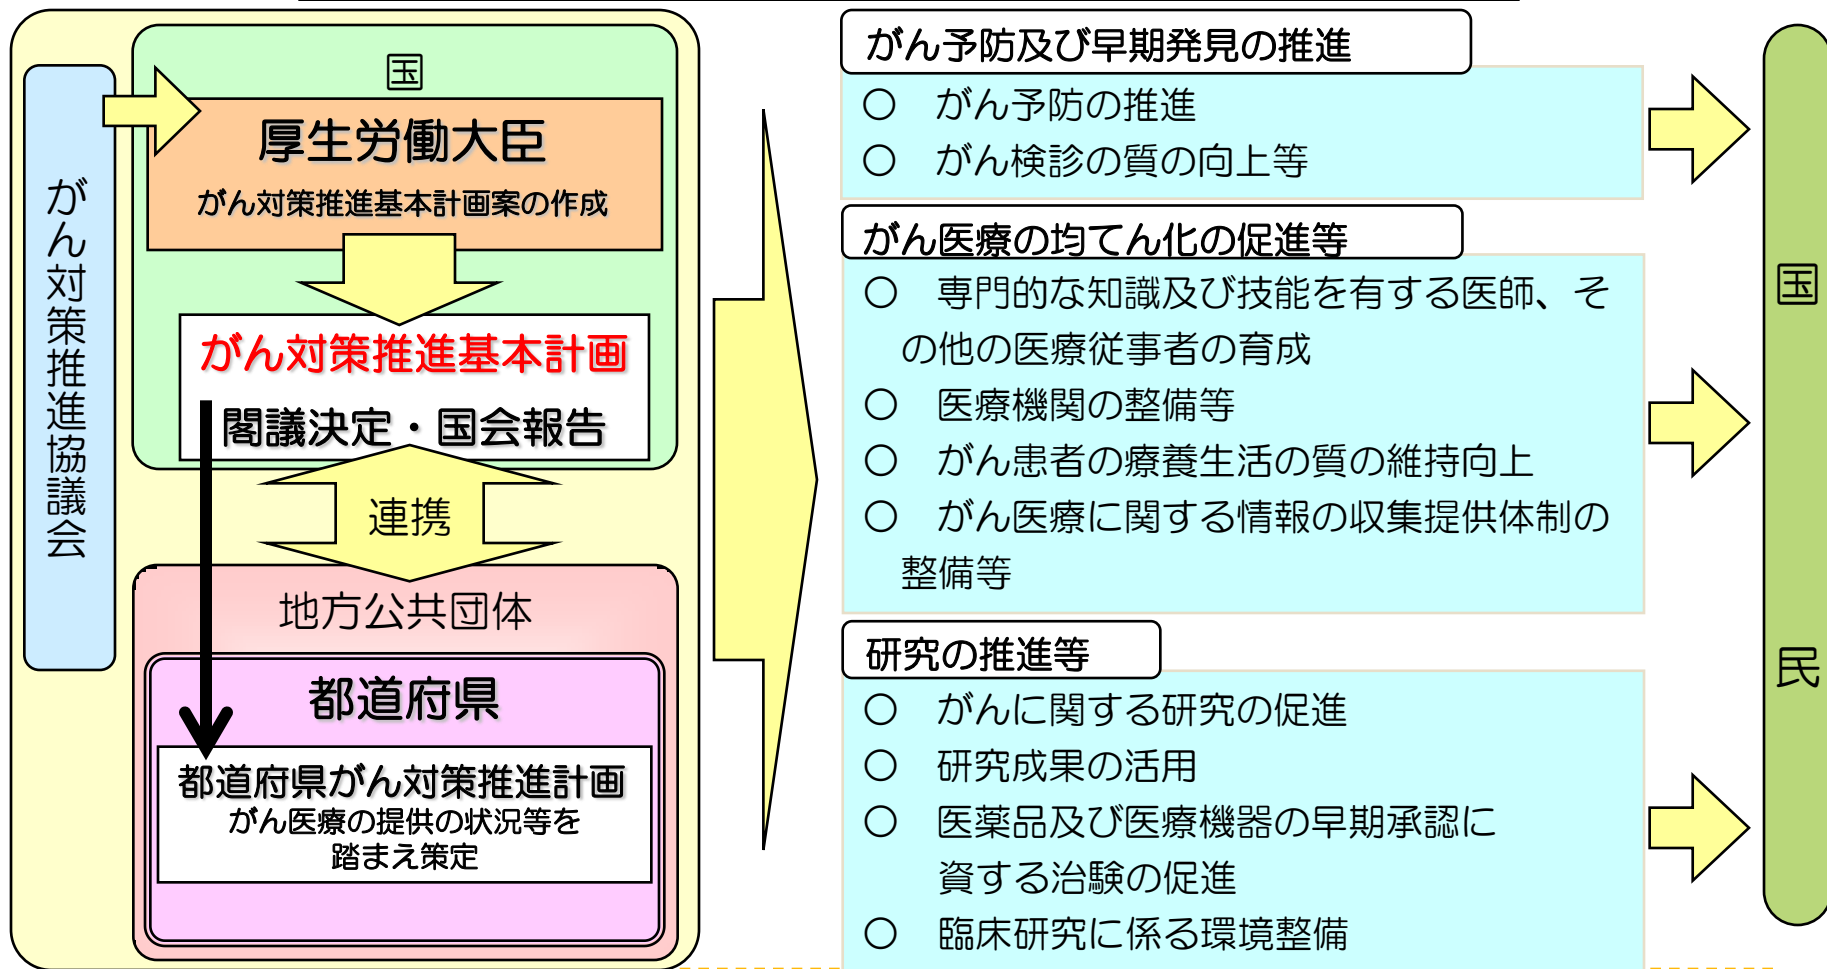 がん対策推進協議会
国
厚生労働大臣
がん対策推進基本計画案の作成
がん対策推進基本計画
閣議決定・国会報告
連携
地方公共団体
都道府県
都道府県がん対策推進計画
がん医療の提供の状況等を
踏まえ策定
がん予防及び早期発見の推進
○ がん予防の推進
○ がん検診の質の向上等
がん医療の均てん化の促進等
○ 専門的な知識及び技能を有する医師、そ
の他の医療従事者の育成
○ 医療機関の整備等
○ がん患者の療養生活の質の維持向上
○ がん医療に関する情報の収集提供体制の
整備等
研究の推進等
○ がんに関する研究の促進
○ 研究成果の活用
○ 医薬品及び医療機器の早期承認に
資する治験の促進
○ 臨床研究に係る環境整備
国民